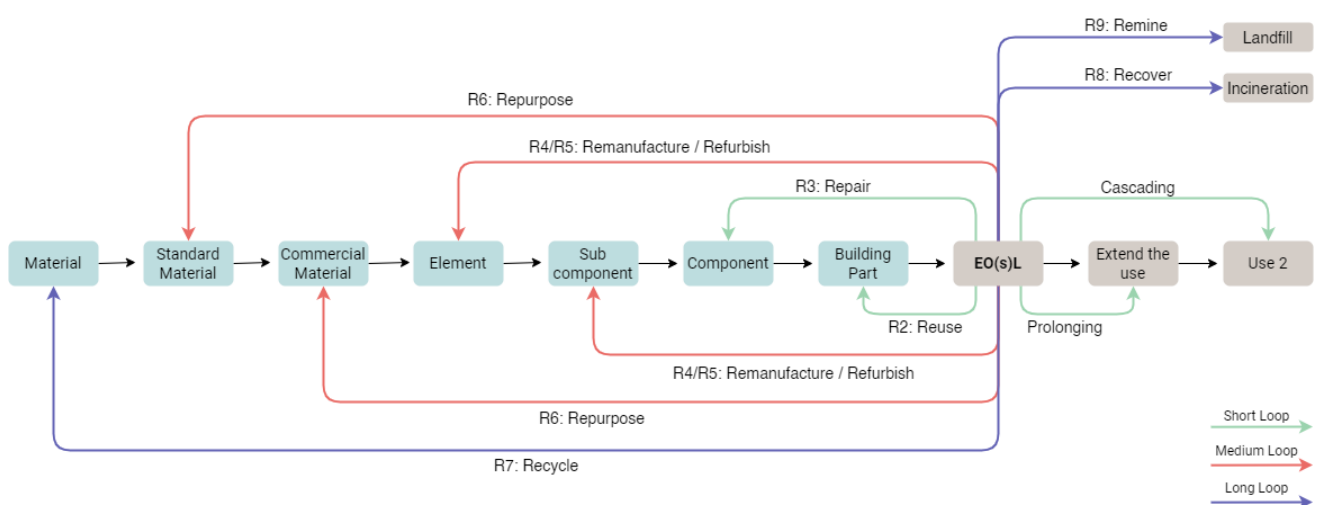 R9: Remine
Landfill
R8: Recover
Incineration
R6: Repurpose
R4/R5: Remanufacture / Refurbish
R3: Repair
Cascading
Material
Standard
Material
Commercial
Material
Element
Sub
component
Component
Building
Part
EO(s)L
Extend the
use
Use 2
R2: Reuse
Prolonging
R4/R5: Remanufacture / Refurbish
R6: Repurpose
R7: Recycle
Short Loop
Medium Loop
Long Loop